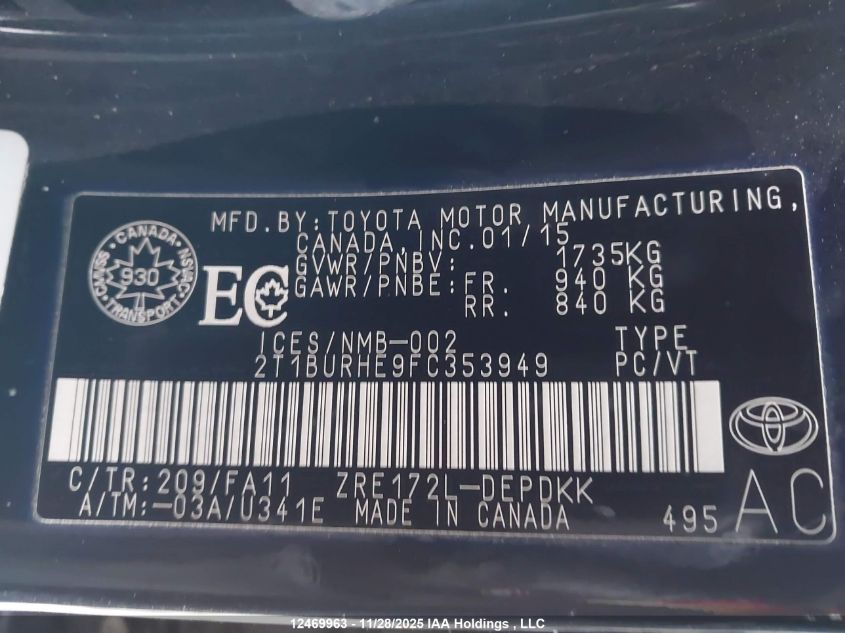 MFD.BY:TOYOTA MOTOR MANUFACTURING,
CANADA,INC.01/15
GVWR/PNBV: 1735KG
GAWR/PNBE:FR. 940 KG
RR. 840 KG
CANADA
930
TRANSPORT
CMVSS
NSVAC
EC
ICES/NMB-002 TYPE
2T1BURHE9FC353949 PC/VT
C/TR:209/FA11 ZRE172L-DEPDKK
A/TM:-03A/U341E MADE IN CANADA 495 AC
12469963 - 11/28/2025 IAA Holdings , LLC